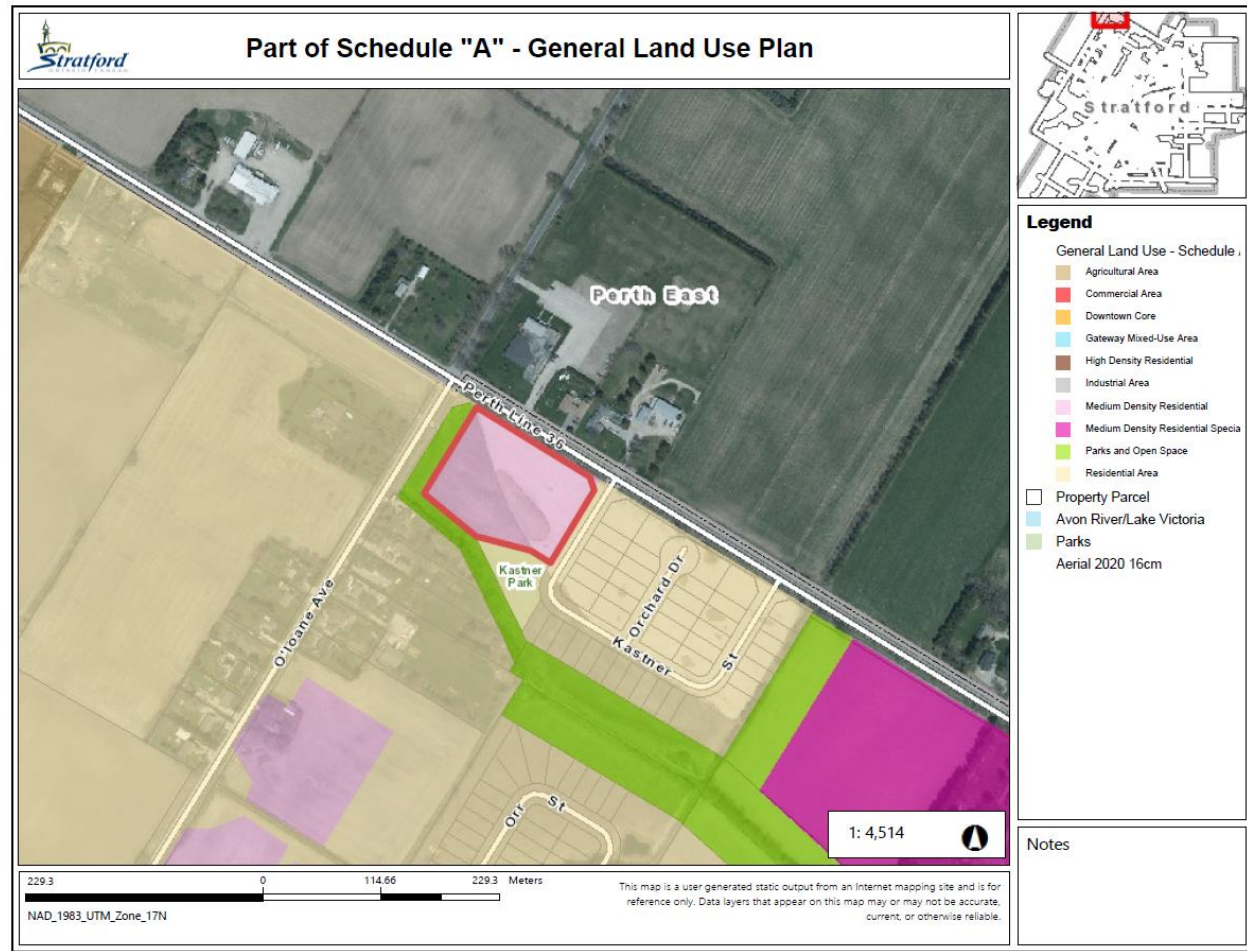 Stratford
ONTARIO CANADA
Part of Schedule "A" - General Land Use Plan
Stratford
Perth East
Perth Line 36
Kastner
Park
O'loane Ave
Orchard Dr
K
Kastner
St
Orr St
1: 4,514
Legend
General Land Use - Schedule
Agricultural Area
Commercial Area
Downtown Core
Gateway Mixed-Use Area
High Density Residential
Industrial Area
Medium Density Residential
Medium Density Residential Specia
Parks and Open Space
Residential Area
Property Parcel
Avon River/Lake Victoria
Parks
Aerial 2020 16cm
Notes
229.3 0 114.66 229.3 Meters
NAD_1983_UTM_Zone_17N
This map is a user generated static output from an Internet mapping site and is for
reference only. Data layers that appear on this map may or may not be accurate,
current, or otherwise reliable.